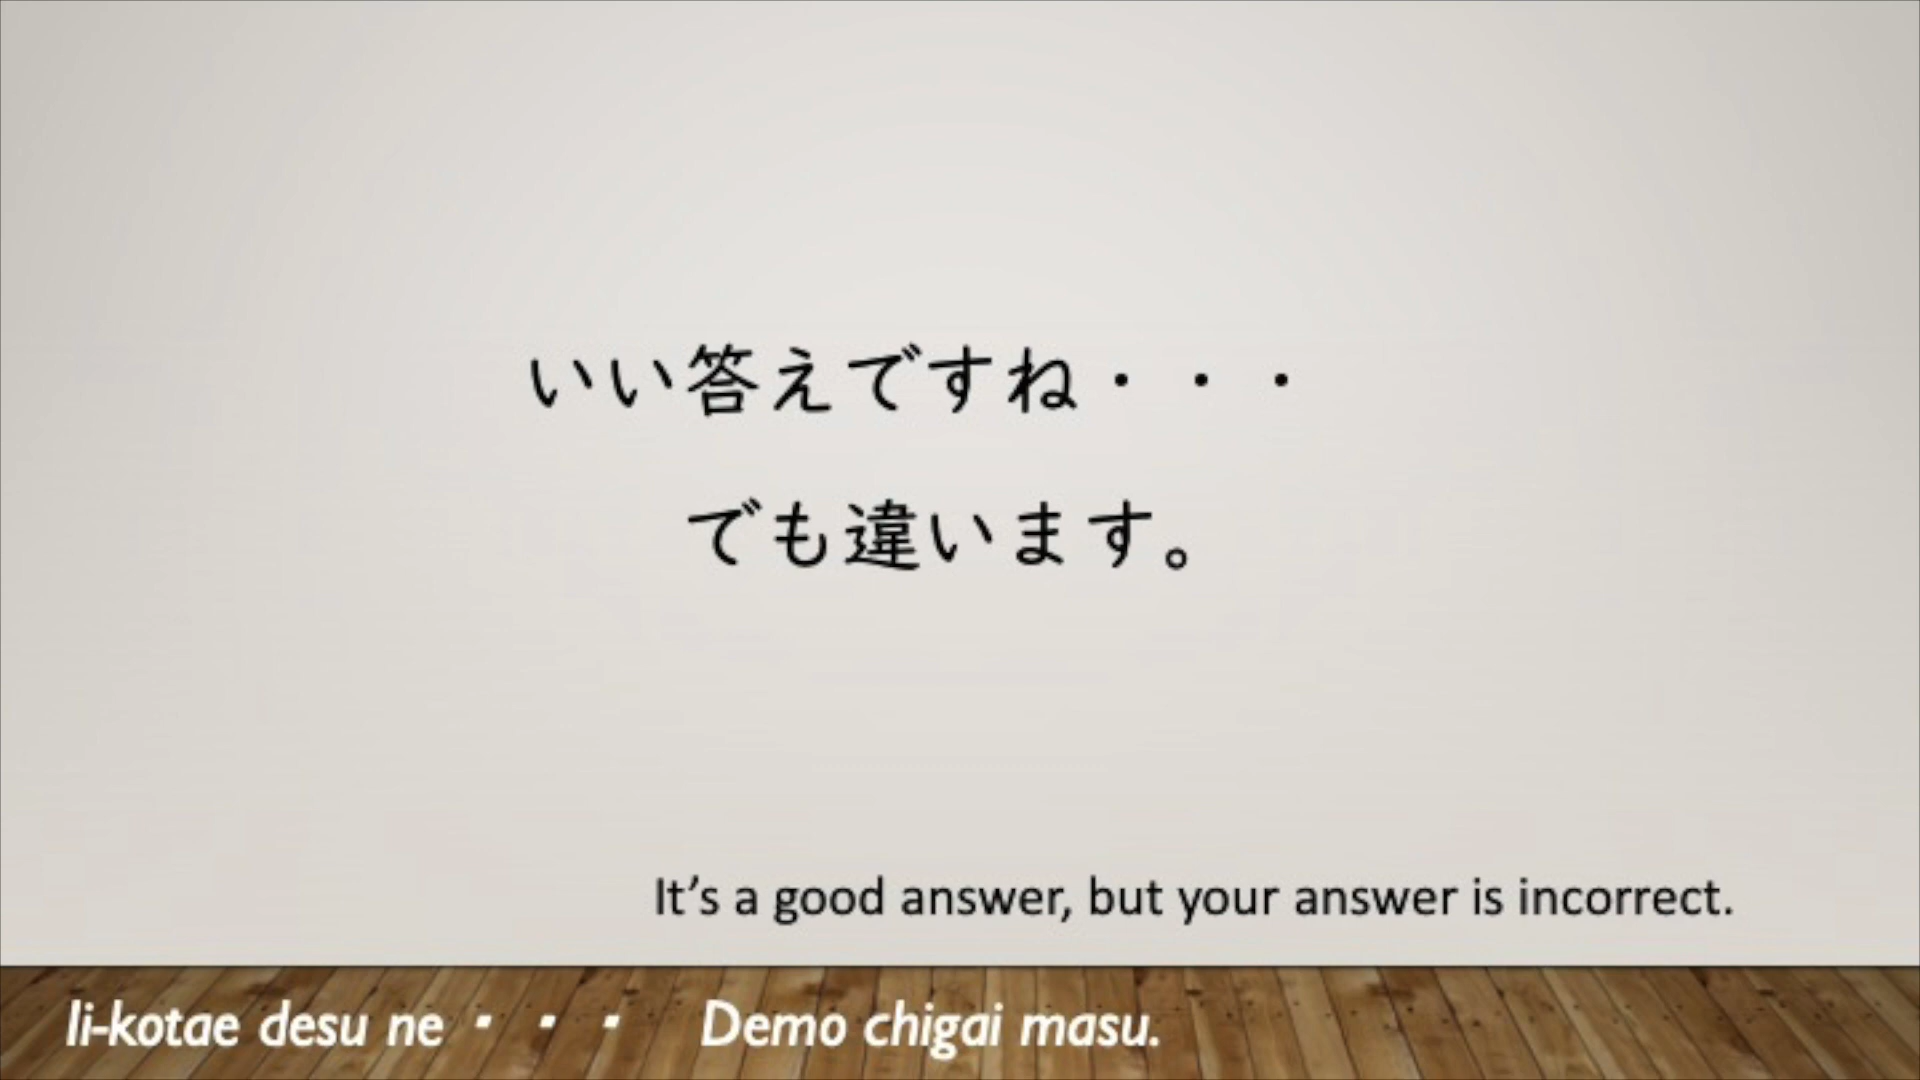 いい答えですね・・・
でも違います。
It's a good answer, but your answer is incorrect.
Ii-kotae desu ne・・・　Demo chigai masu.